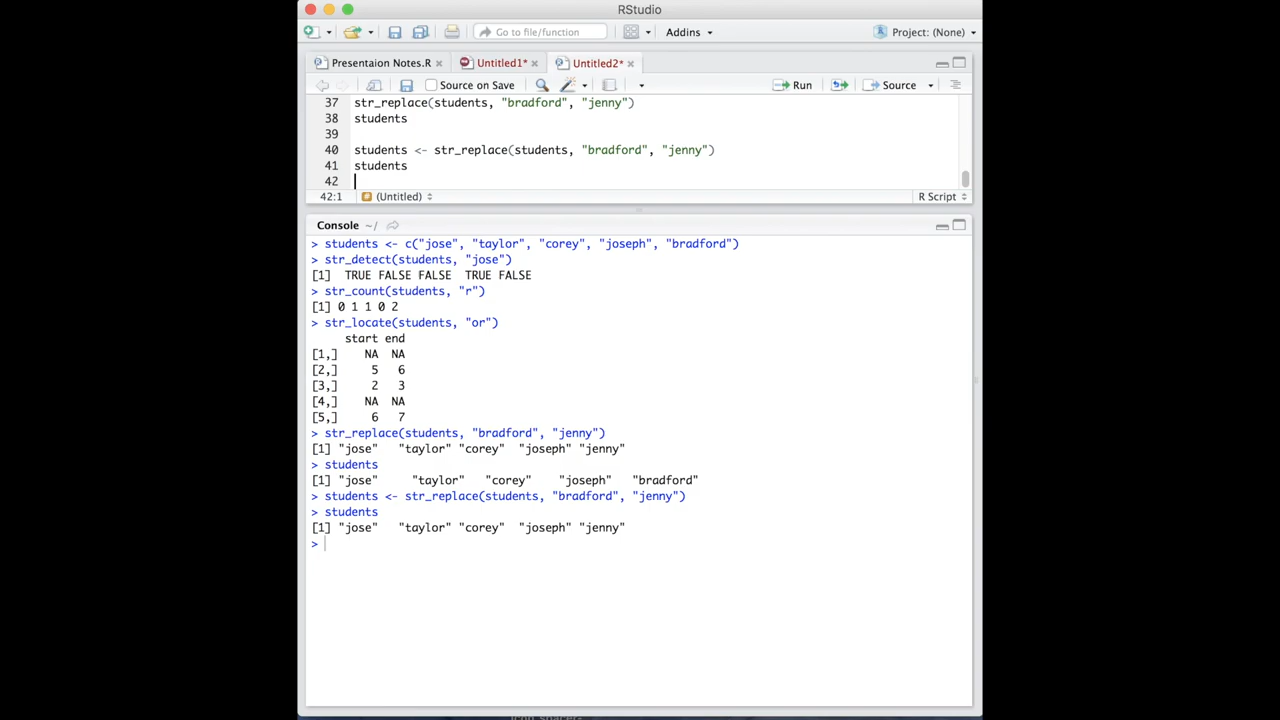 RStudio
Go to file/function
Addins
Project: (None)
Presentaion Notes.R
Untitled1*
Untitled2*
Source on Save
Run
Source
37 str_replace(students, "bradford", "jenny")
38 students
39
40 students <- str_replace(students, "bradford", "jenny")
41 students
42
42:1
(Untitled)
R Script
Console ~/
> students <- c("jose", "taylor", "corey", "joseph", "bradford")
> str_detect(students, "jose")
[1]  TRUE FALSE FALSE  TRUE FALSE
> str_count(students, "r")
[1] 0 1 1 0 2
> str_locate(students, "or")
     start end
[1,]    NA  NA
[2,]     5   6
[3,]     2   3
[4,]    NA  NA
[5,]     6   7
> str_replace(students, "bradford", "jenny")
[1] "jose"   "taylor" "corey"  "joseph" "jenny"
> students
[1] "jose"     "taylor"   "corey"    "joseph"   "bradford"
> students <- str_replace(students, "bradford", "jenny")
> students
[1] "jose"   "taylor" "corey"  "joseph" "jenny"
>